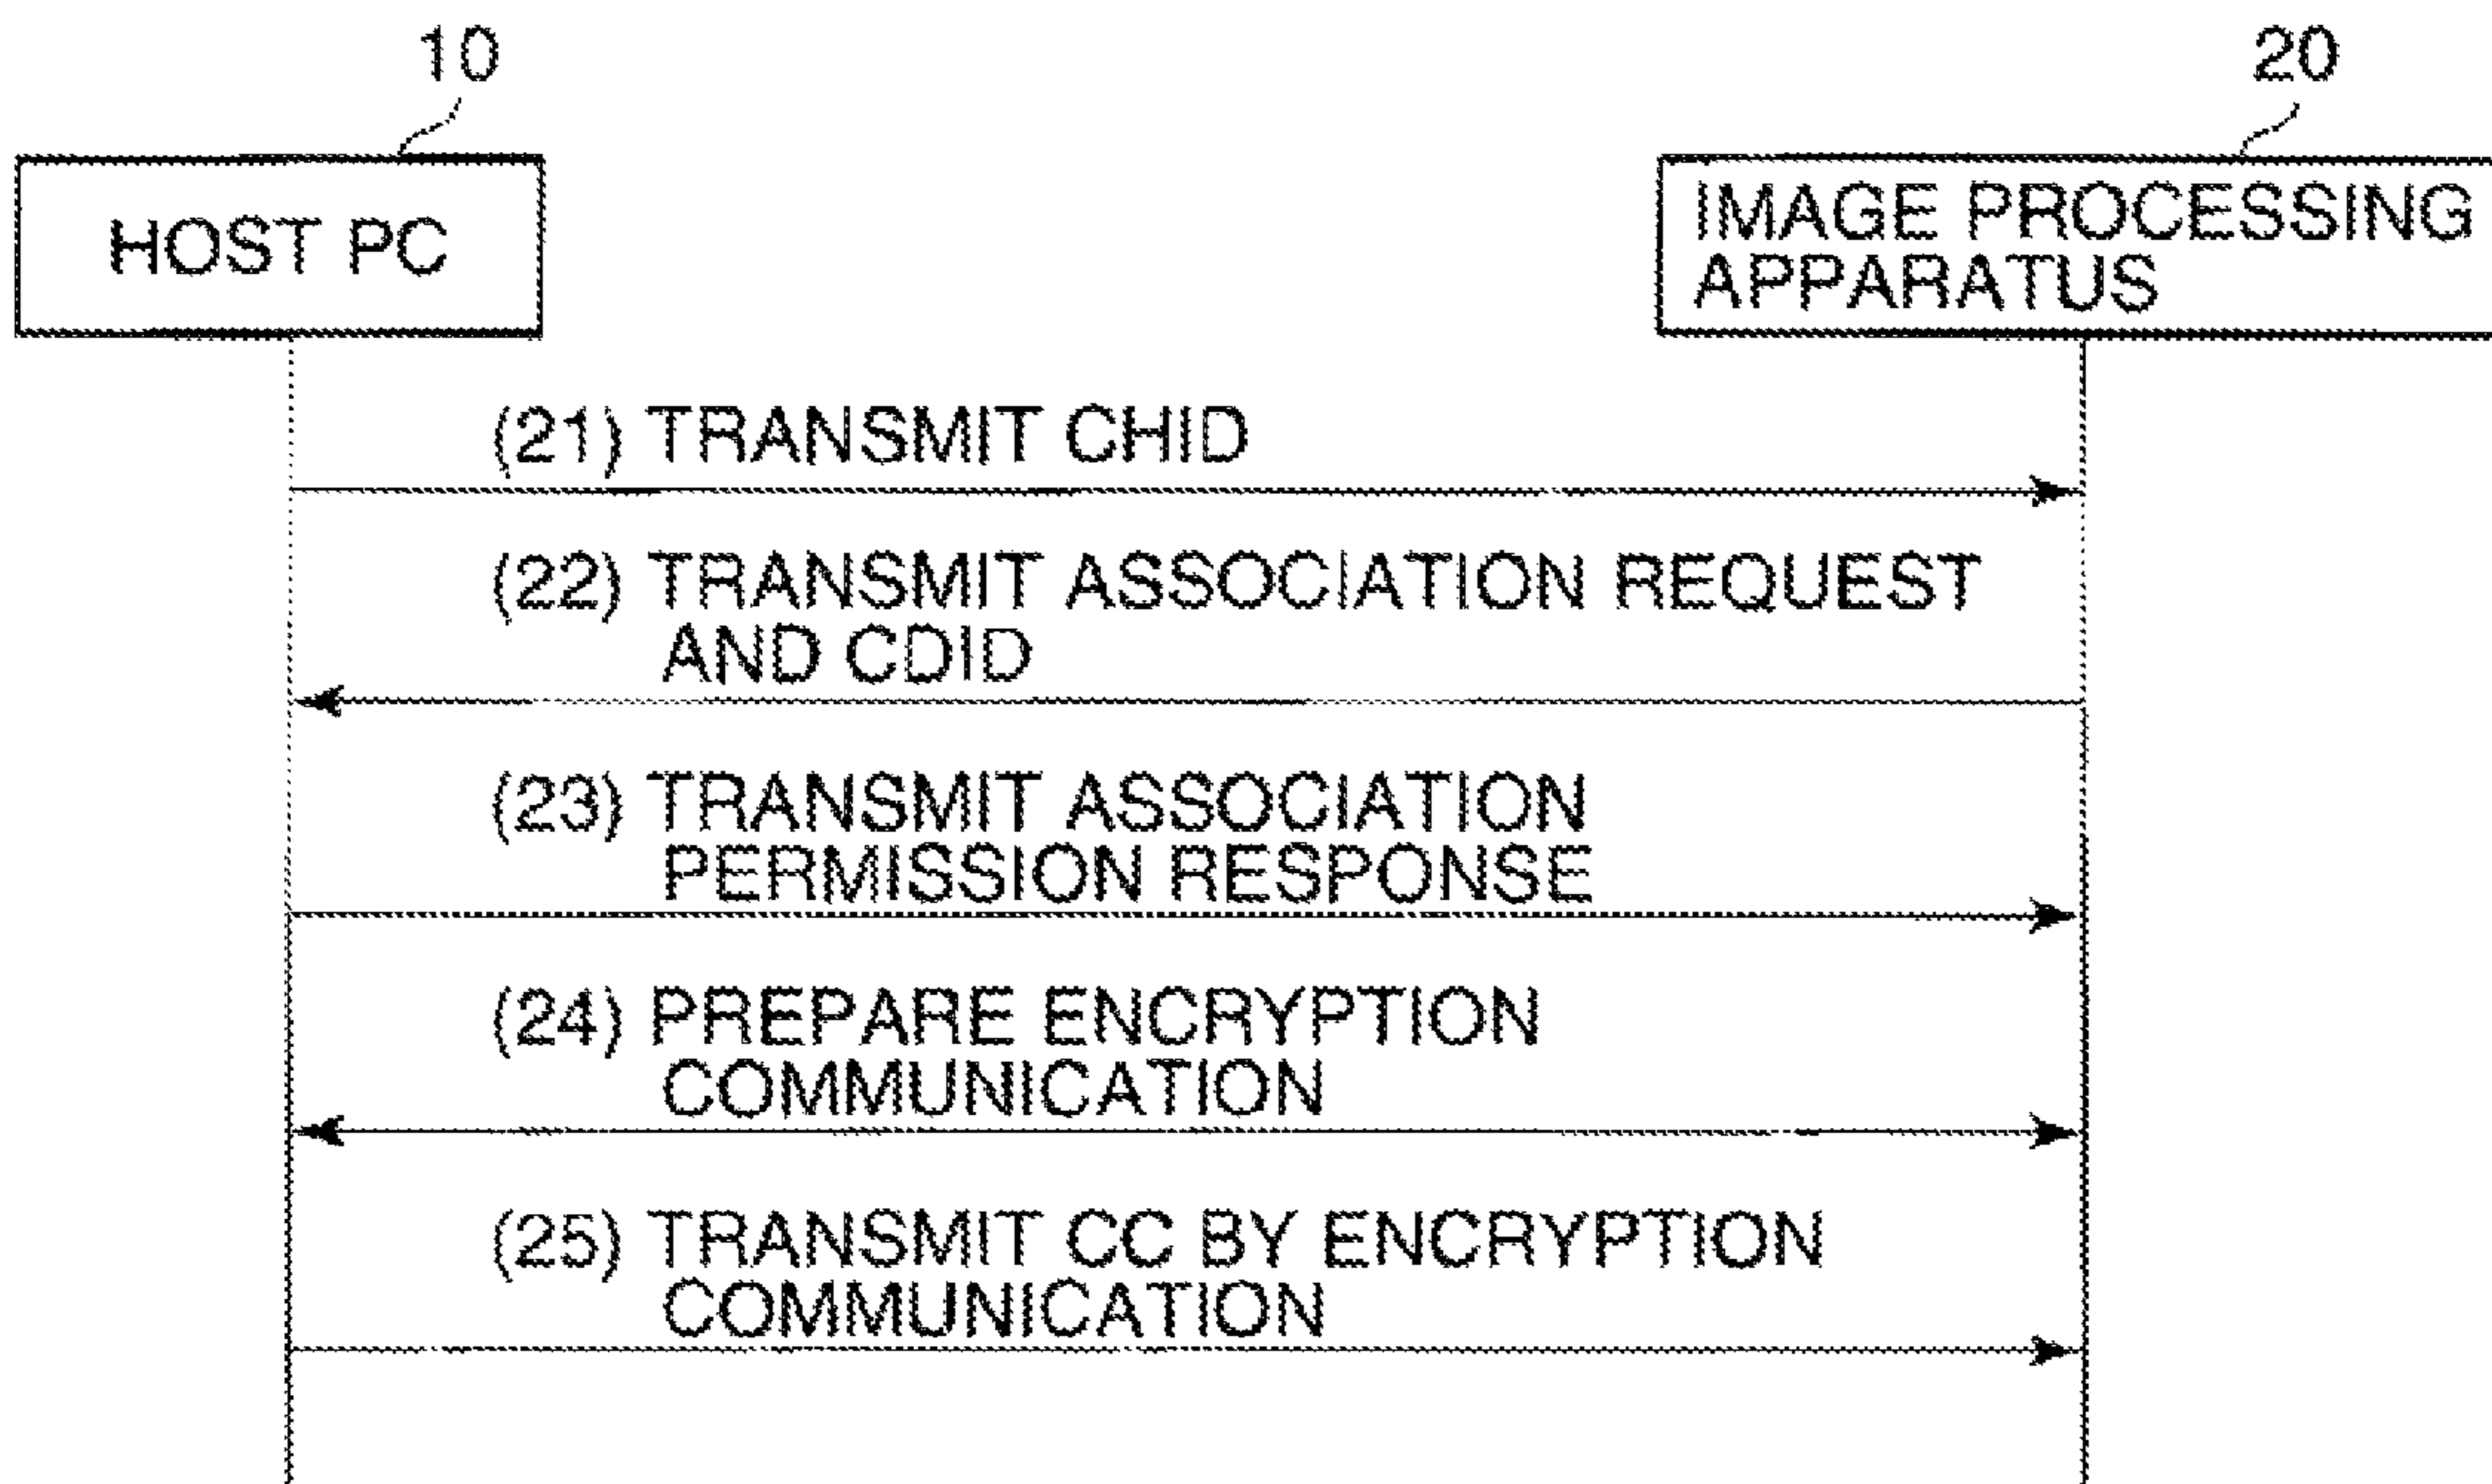 10
20
HOST PC
IMAGE PROCESSING
APPARATUS
(21) TRANSMIT CHID
(22) TRANSMIT ASSOCIATION REQUEST
AND CDID
(23) TRANSMIT ASSOCIATION
PERMISSION RESPONSE
(24) PREPARE ENCRYPTION
COMMUNICATION
(25) TRANSMIT CC BY ENCRYPTION
COMMUNICATION